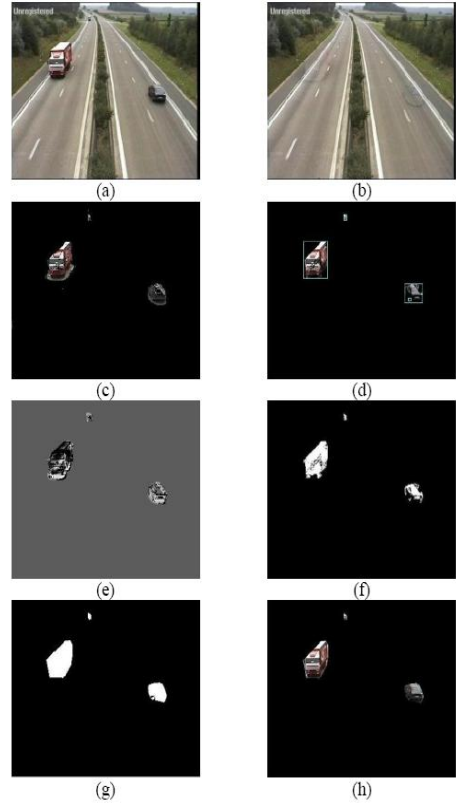 Unregistered
Unregistered
(a)
(b)
(c)
(d)
(e)
(f)
(g)
(h)